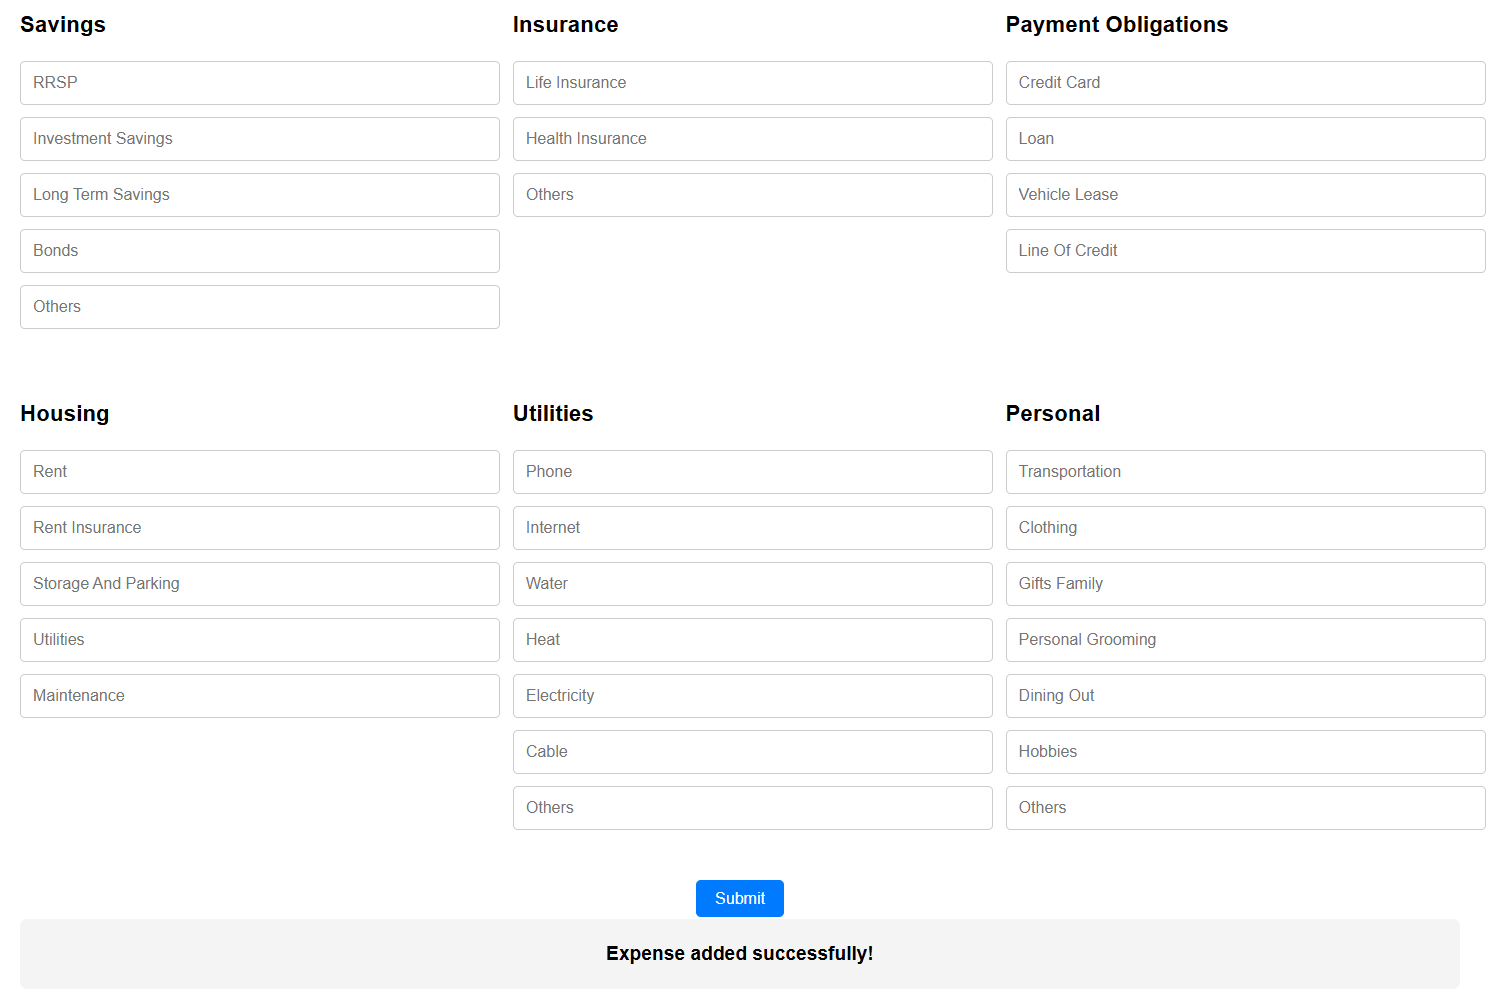 Savings
RRSP
Investment Savings
Long Term Savings
Bonds
Others
Insurance
Life Insurance
Health Insurance
Others
Payment Obligations
Credit Card
Loan
Vehicle Lease
Line Of Credit
Housing
Rent
Rent Insurance
Storage And Parking
Utilities
Maintenance
Utilities
Phone
Internet
Water
Heat
Electricity
Cable
Others
Personal
Transportation
Clothing
Gifts Family
Personal Grooming
Dining Out
Hobbies
Others
Submit
Expense added successfully!